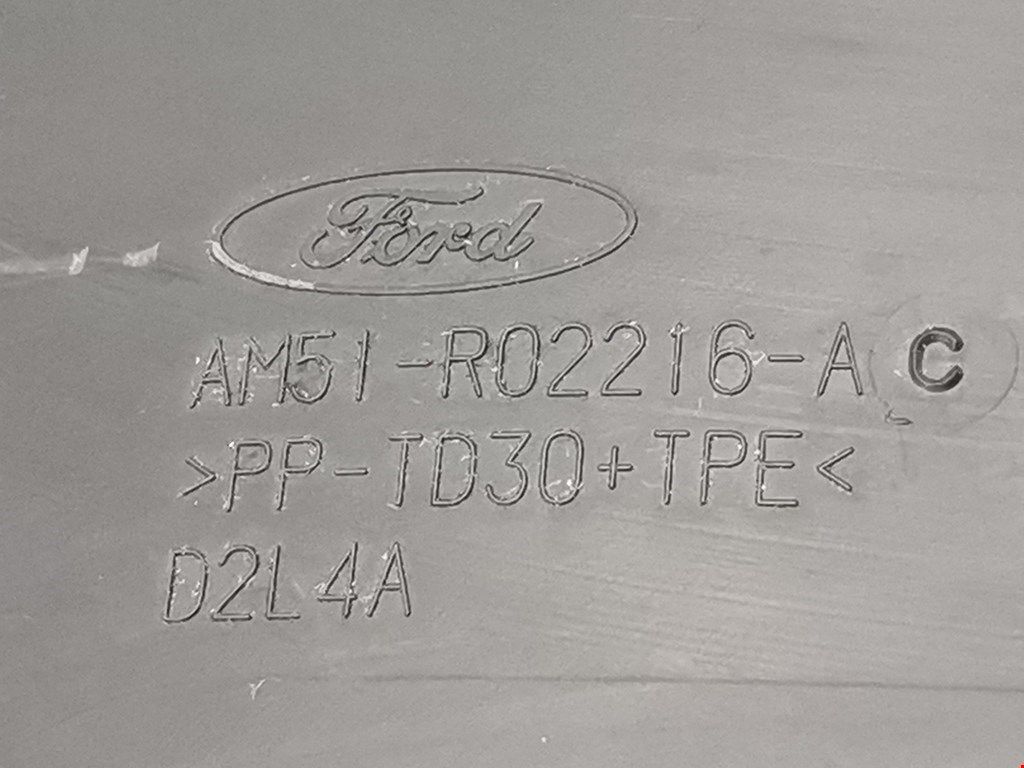 Ford
AM51-R02216-A C
>PP-TD30+TPE<
D2L4A